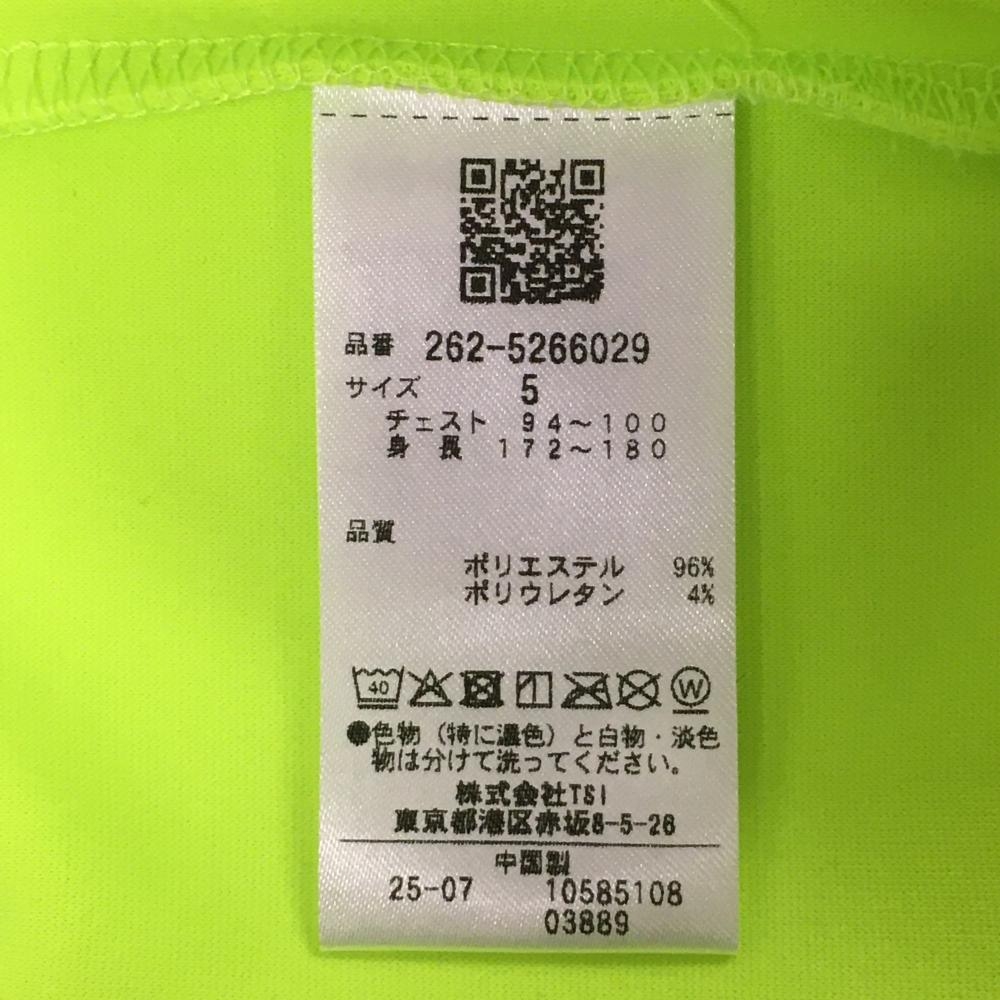 品番 262-5266029
サイズ 5
チェスト 94～100
身長 172～180
品質
ポリエステル 96%
ポリウレタン 4%
40 W
●色物（特に濃色）と白物・淡色
物は分けて洗ってください。
株式会社TSI
東京都港区赤坂8-5-26
中国製
25-07 10585108
03889